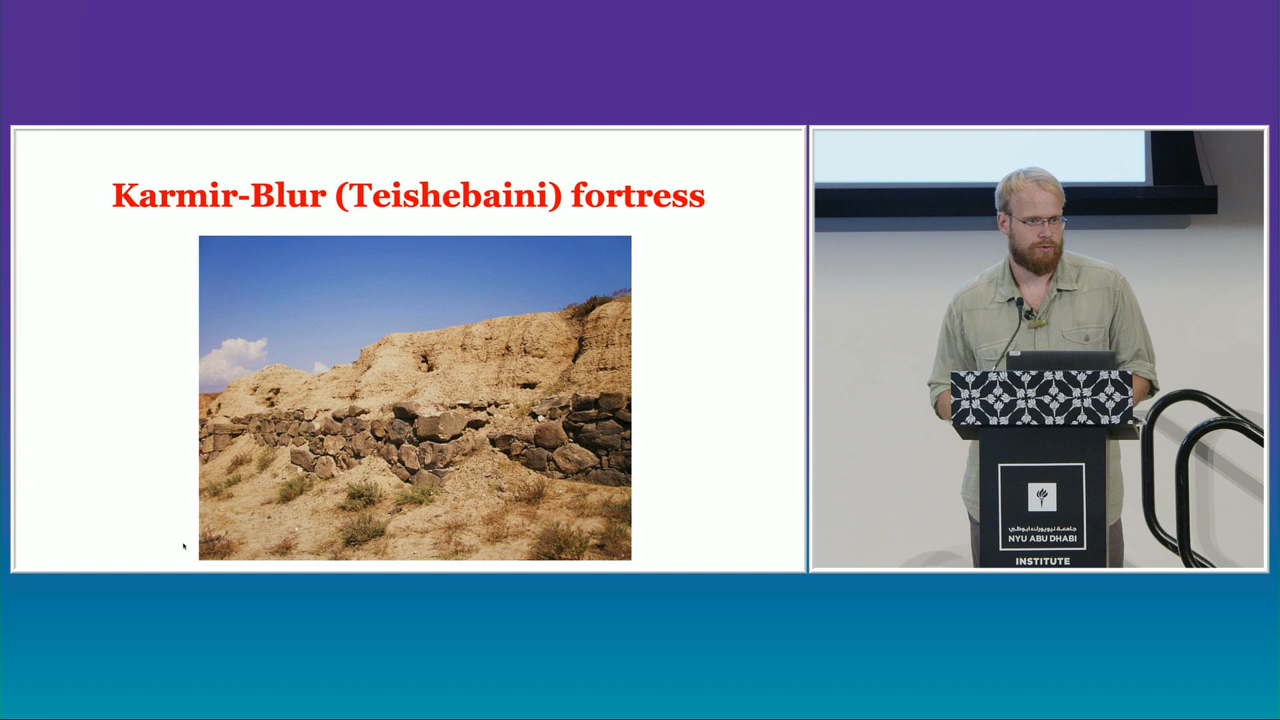 Karmir-Blur (Teishebaini) fortress
جامعة نيويورك أبوظبي
NYU ABU DHABI
INSTITUTE